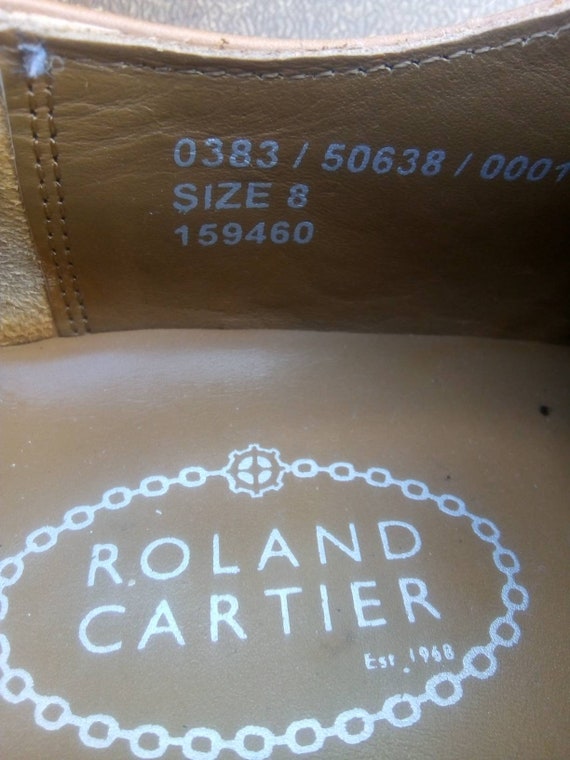 0383 / 50638 / 0001
SIZE 8
159460
ROLAND
CARTIER
Est .1968